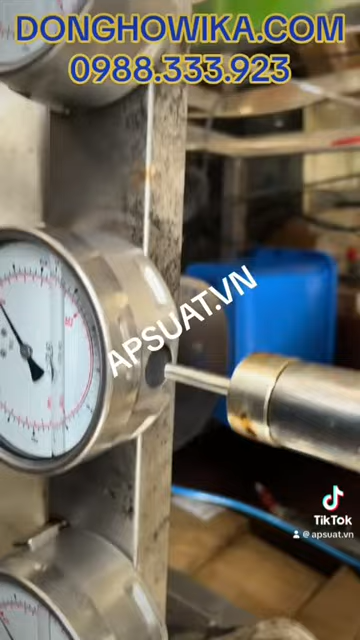 DONGHOWIKA.COM
0988.333.923
APSUAT.VN
TikTok
@ apsuat.vn